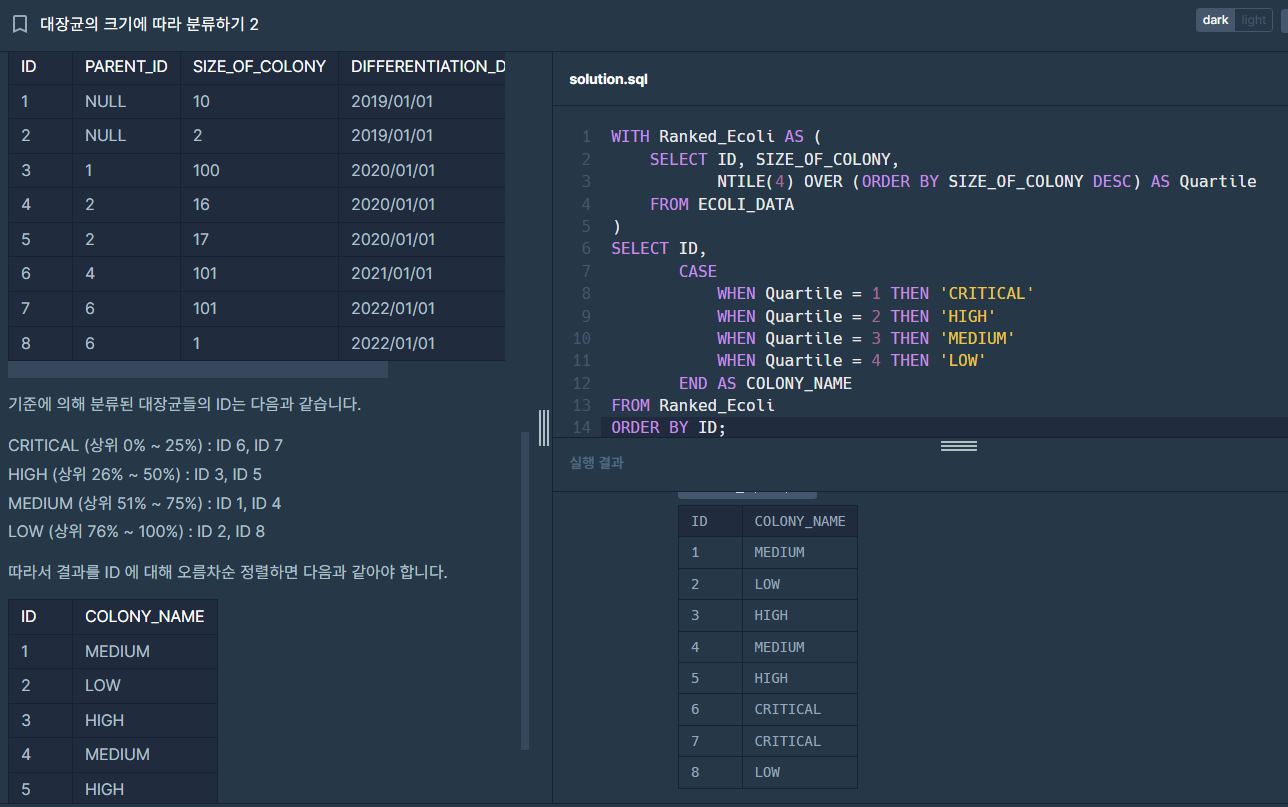 대장균의 크기에 따라 분류하기 2
dark light
ID PARENT_ID SIZE_OF_COLONY DIFFERENTIATION_D
1 NULL 10 2019/01/01
2 NULL 2 2019/01/01
3 1 100 2020/01/01
4 2 16 2020/01/01
5 2 17 2020/01/01
6 4 101 2021/01/01
7 6 101 2022/01/01
8 6 1 2022/01/01
기준에 의해 분류된 대장균들의 ID는 다음과 같습니다.
CRITICAL (상위 0% ~ 25%) : ID 6, ID 7
HIGH (상위 26% ~ 50%) : ID 3, ID 5
MEDIUM (상위 51% ~ 75%) : ID 1, ID 4
LOW (상위 76% ~ 100%) : ID 2, ID 8
따라서 결과를 ID 에 대해 오름차순 정렬하면 다음과 같아야 합니다.
ID COLONY_NAME
1 MEDIUM
2 LOW
3 HIGH
4 MEDIUM
5 HIGH
solution.sql
1 WITH Ranked_Ecoli AS (
2 SELECT ID, SIZE_OF_COLONY,
3 NTILE(4) OVER (ORDER BY SIZE_OF_COLONY DESC) AS Quartile
4 FROM ECOLI_DATA
5 )
6 SELECT ID,
7 CASE
8 WHEN Quartile = 1 THEN 'CRITICAL'
9 WHEN Quartile = 2 THEN 'HIGH'
10 WHEN Quartile = 3 THEN 'MEDIUM'
11 WHEN Quartile = 4 THEN 'LOW'
12 END AS COLONY_NAME
13 FROM Ranked_Ecoli
14 ORDER BY ID;
실행 결과
ID COLONY_NAME
1 MEDIUM
2 LOW
3 HIGH
4 MEDIUM
5 HIGH
6 CRITICAL
7 CRITICAL
8 LOW